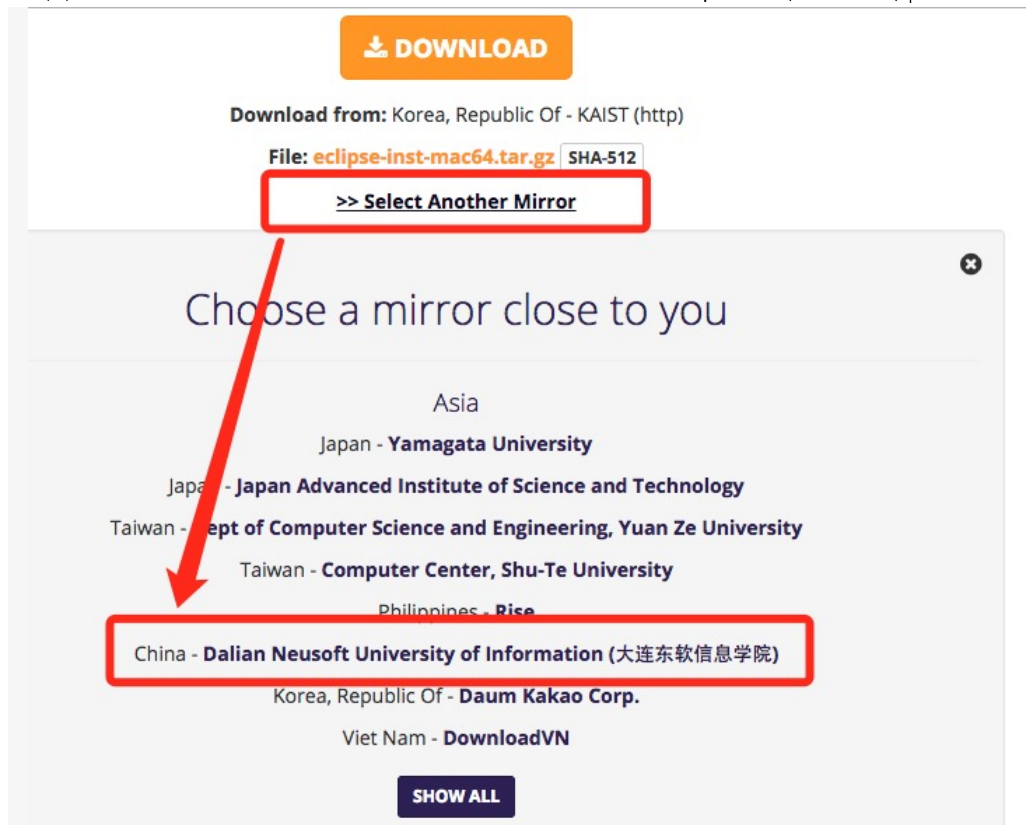 DOWNLOAD
Download from: Korea, Republic Of - KAIST (http)
File: eclipse-inst-mac64.tar.gz SHA-512
>> Select Another Mirror
Choose a mirror close to you
Asia
Japan - Yamagata University
Japan - Japan Advanced Institute of Science and Technology
Taiwan - Dept of Computer Science and Engineering, Yuan Ze University
Taiwan - Computer Center, Shu-Te University
Philippines - Rise
China - Dalian Neusoft University of Information (大连东软信息学院)
Korea, Republic Of - Daum Kakao Corp.
Viet Nam - DownloadVN
SHOW ALL